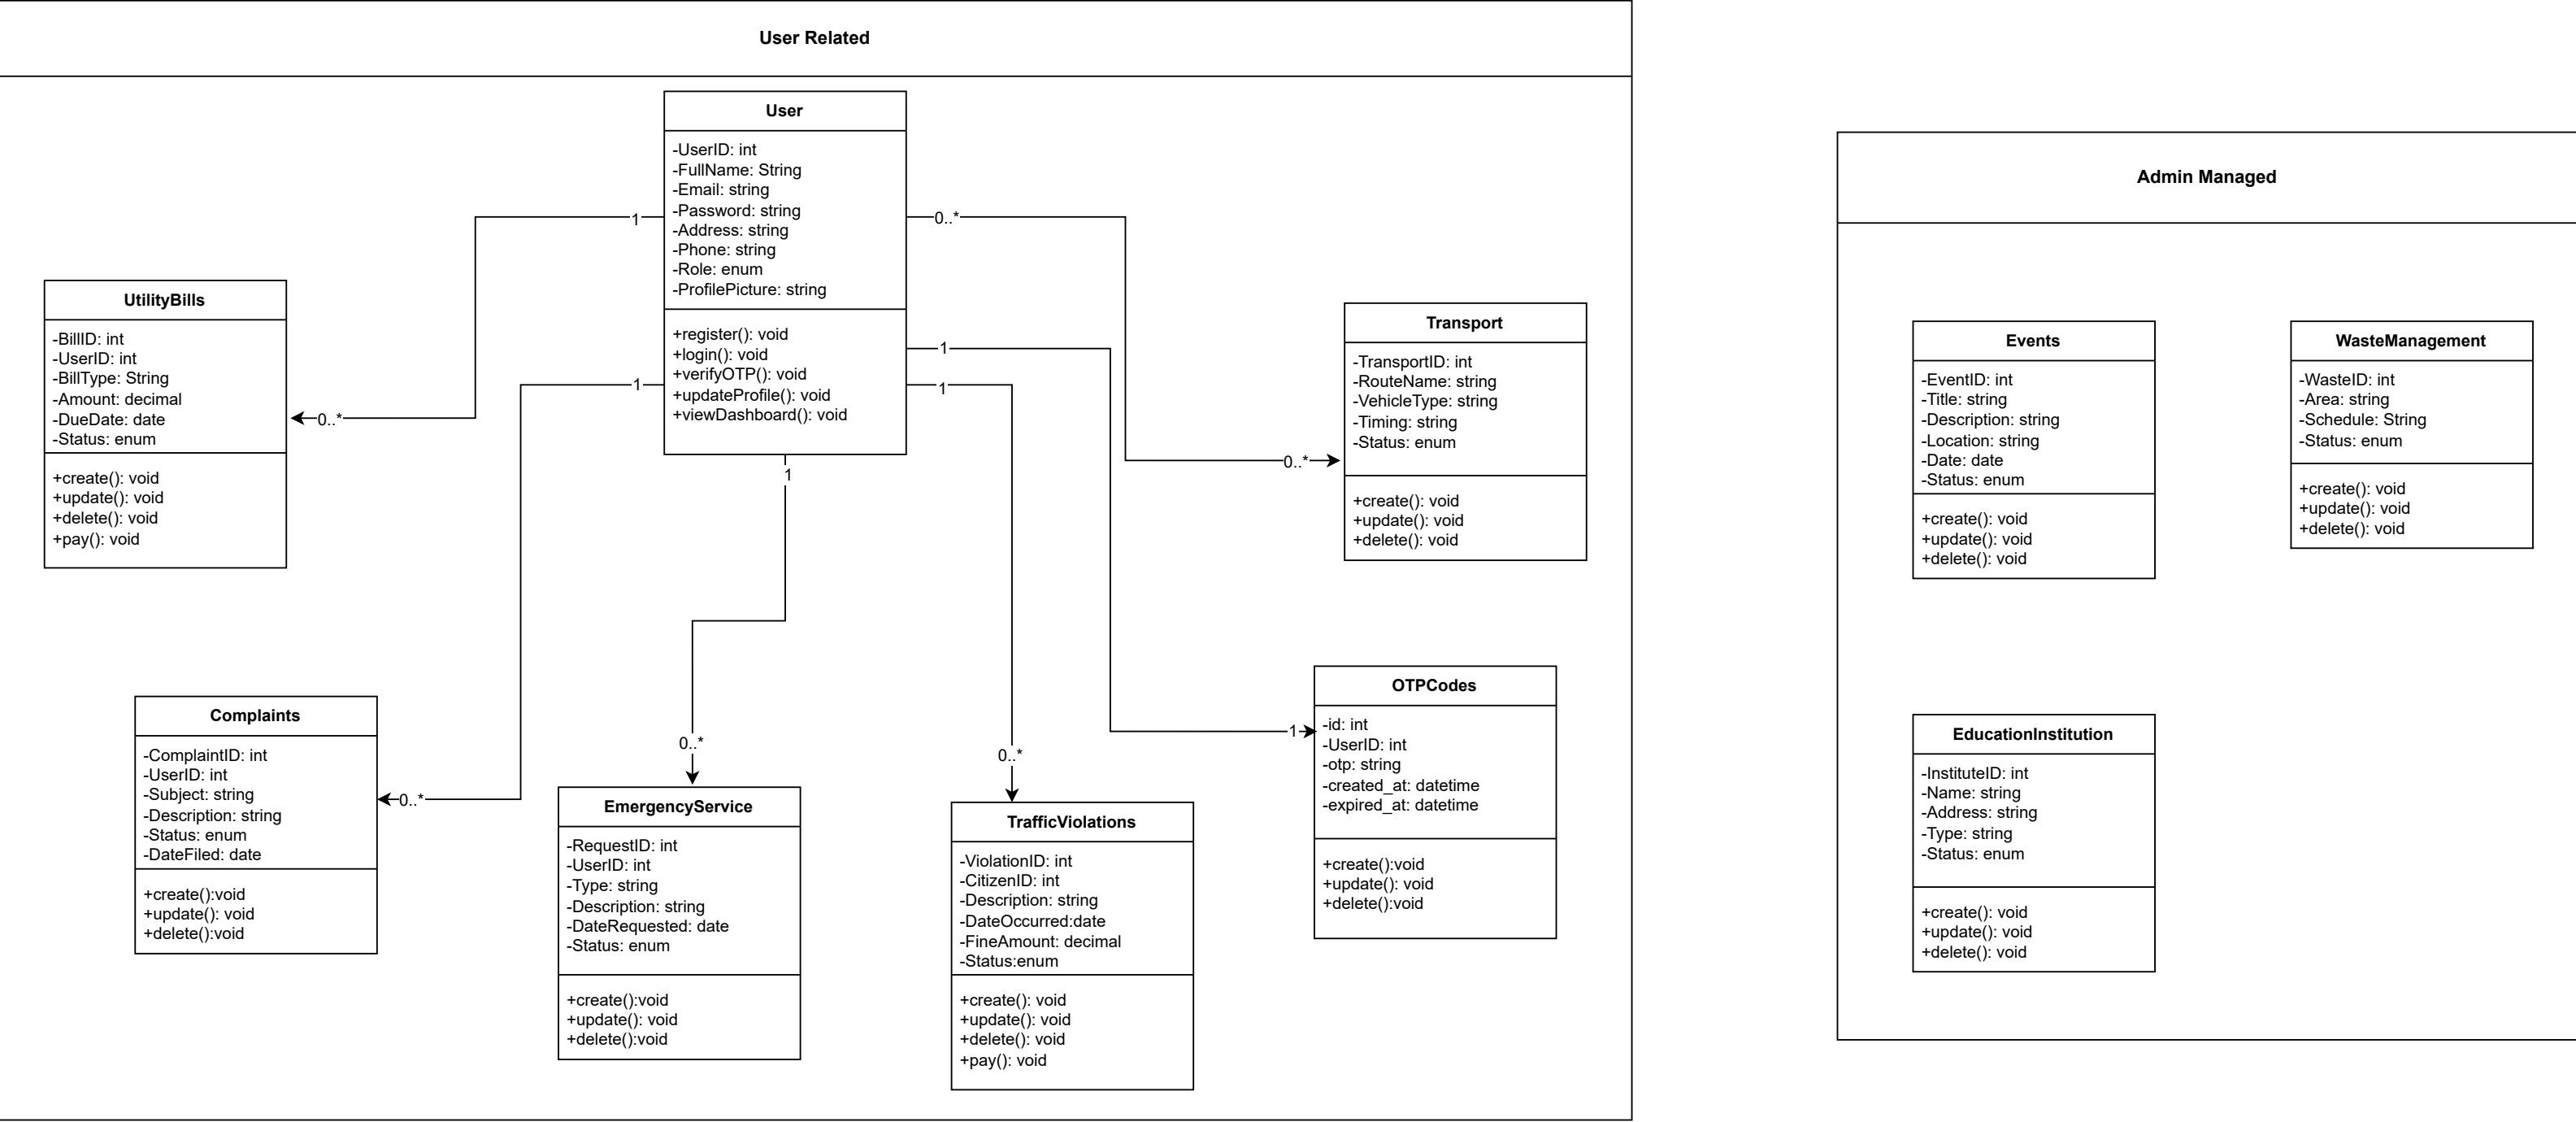 User Related
User
-UserID: int
-FullName: String
-Email: string
-Password: string
-Address: string
-Phone: string
-Role: enum
-ProfilePicture: string
+register(): void
+login(): void
+verifyOTP(): void
+updateProfile(): void
+viewDashboard(): void
1
0..*
1
0..*
1
0..*
1
0..*
0..*
0..*
1
1
UtilityBills
-BillID: int
-UserID: int
-BillType: String
-Amount: decimal
-DueDate: date
-Status: enum
+create(): void
+update(): void
+delete(): void
+pay(): void
Transport
-TransportID: int
-RouteName: string
-VehicleType: string
-Timing: string
-Status: enum
+create(): void
+update(): void
+delete(): void
Complaints
-ComplaintID: int
-UserID: int
-Subject: string
-Description: string
-Status: enum
-DateFiled: date
+create():void
+update(): void
+delete():void
EmergencyService
-RequestID: int
-UserID: int
-Type: string
-Description: string
-DateRequested: date
-Status: enum
+create():void
+update(): void
+delete():void
TrafficViolations
-ViolationID: int
-CitizenID: int
-Description: string
-DateOccurred:date
-FineAmount: decimal
-Status:enum
+create(): void
+update(): void
+delete(): void
+pay(): void
OTPCodes
-id: int
-UserID: int
-otp: string
-created_at: datetime
-expired_at: datetime
+create():void
+update(): void
+delete():void
Admin Managed
Events
-EventID: int
-Title: string
-Description: string
-Location: string
-Date: date
-Status: enum
+create(): void
+update(): void
+delete(): void
WasteManagement
-WasteID: int
-Area: string
-Schedule: String
-Status: enum
+create(): void
+update(): void
+delete(): void
EducationInstitution
-InstituteID: int
-Name: string
-Address: string
-Type: string
-Status: enum
+create(): void
+update(): void
+delete(): void